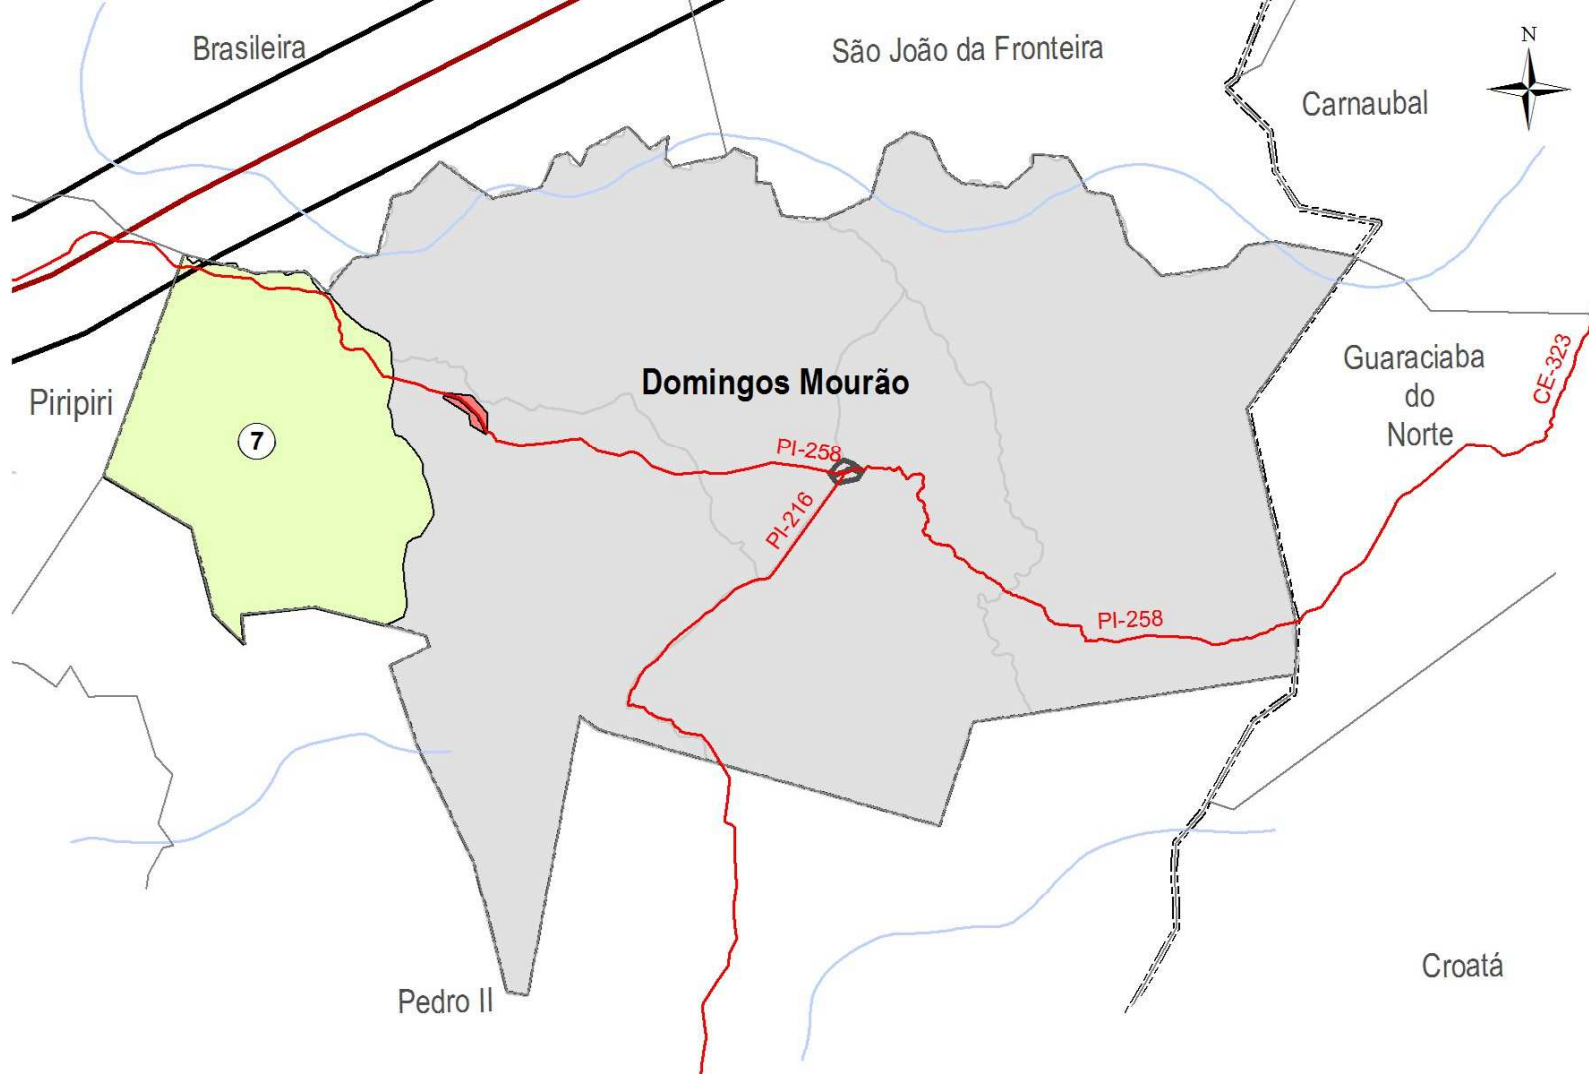 Brasileira
São João da Fronteira
N
Carnaubal
Guaraciaba
do
Norte
CE-323
Domingos Mourão
Piripiri
7
PI-258
PI-216
PI-258
Croatá
Pedro II